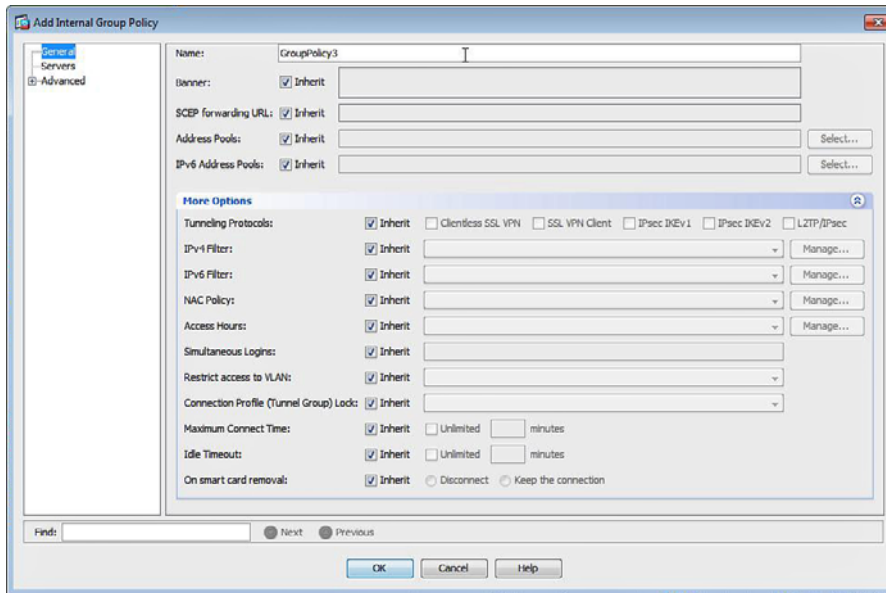 Add Internal Group Policy
General
Servers
Advanced
Name: GroupPolicy3
Banner: Inherit
SCEP forwarding URL: Inherit
Address Pools: Inherit Select...
IPv6 Address Pools: Inherit Select...
More Options
Tunneling Protocols: Inherit Clientless SSL VPN SSL VPN Client IPsec IKEv1 IPsec IKEv2 L2TP/IPsec
IPv4 Filter: Inherit Manage...
IPv6 Filter: Inherit Manage...
NAC Policy: Inherit Manage...
Access Hours: Inherit Manage...
Simultaneous Logins: Inherit
Restrict access to VLAN: Inherit
Connection Profile (Tunnel Group) Lock: Inherit
Maximum Connect Time: Inherit Unlimited minutes
Idle Timeout: Inherit Unlimited minutes
On smart card removal: Inherit Disconnect Keep the connection
Find: Next Previous
OK Cancel Help